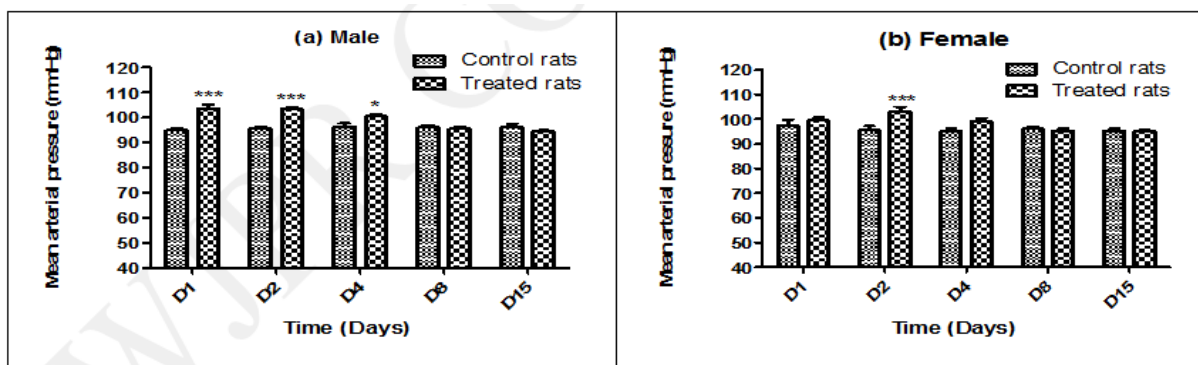 (a) Male
Control rats
Treated rats
Mean arterial pressure (mmHg)
120
110
100
90
80
70
60
50
40
***
***
*
D1
D2
D4
D8
D15
Time (Days)
(b) Female
Control rats
Treated rats
Mean arterial pressure (mmHg)
120
110
100
90
80
70
60
50
40
***
D1
D2
D4
D8
D15
Time (Days)